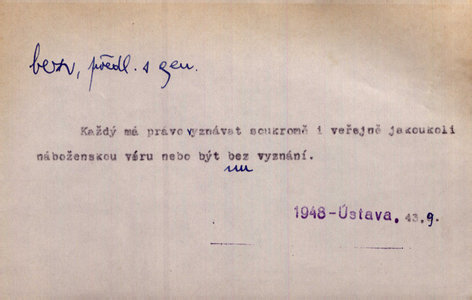 bez, předl. s gen.
Každý má právo vyznávat soukromě i veřejně jakoukoli
náboženskou víru nebo být bez vyznání.
1948-Ústava. 43.9.